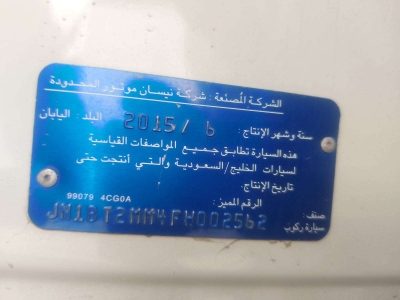 الشركة المصنعة : شركة نيسان موتور المحدودة
سنة وشهر الإنتاج: 2015/ 6 البلد: اليابان
هذه السيارة تطابق جميع المواصفات القياسية
لسيارات الخليج/السعودية والتي أنتجت حتى
تاريخ الإنتاج.
99079 4CG0A
الرقم المميز:
JN1BT2MM4FW002562
صنف:
سيارة ركوب